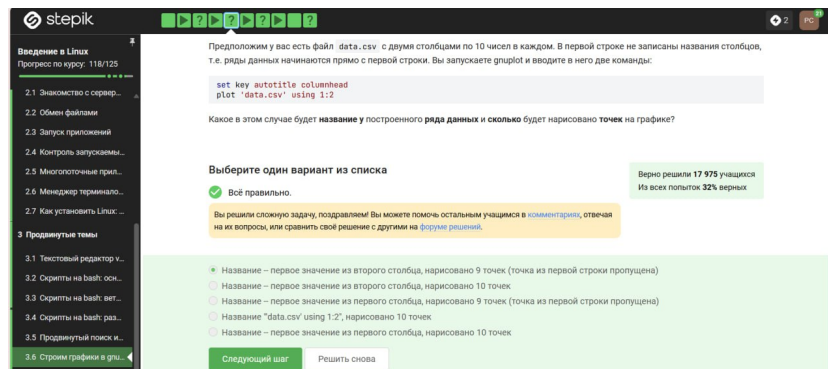 stepik
2
PC
21
Введение в Linux
Прогресс по курсу: 118/125
2.1 Знакомство с сервер...
2.2 Обмен файлами
2.3 Запуск приложений
2.4 Контроль запускаемы...
2.5 Многопоточные прил...
2.6 Менеджер терминало...
2.7 Как установить Linux: ...
3 Продвинутые темы
3.1 Текстовый редактор v...
3.2 Скрипты на bash: осн...
3.3 Скрипты на bash: вет...
3.4 Скрипты на bash: раз...
3.5 Продвинутый поиск и...
3.6 Строим графики в gnu...
Предположим у вас есть файл data.csv с двумя столбцами по 10 чисел в каждом. В первой строке не записаны названия столбцов,
т.е. ряды данных начинаются прямо с первой строки. Вы запускаете gnuplot и вводите в него две команды:
set key autotitle columnhead
plot 'data.csv' using 1:2
Какое в этом случае будет название у построенного ряда данных и сколько будет нарисовано точек на графике?
Выберите один вариант из списка
Всё правильно.
Верно решили 17 975 учащихся
Из всех попыток 32% верных
Вы решили сложную задачу, поздравляем! Вы можете помочь остальным учащимся в комментариях, отвечая
на их вопросы, или сравнить своё решение с другими на форуме решений.
Название – первое значение из второго столбца, нарисовано 9 точек (точка из первой строки пропущена)
Название – первое значение из второго столбца, нарисовано 10 точек
Название – первое значение из первого столбца, нарисовано 9 точек (точка из первой строки пропущена)
Название "'data.csv' using 1:2", нарисовано 10 точек
Название – первое значение из первого столбца, нарисовано 10 точек
Следующий шаг
Решить снова